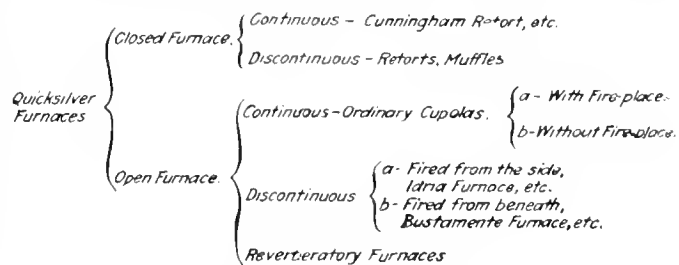 Quicksilver
Furnaces
Closed Furnace.
Continuous - Cunningham Retort, etc.
Discontinuous - Retorts, Muffles
Open Furnace.
Continuous - Ordinary Cupolas.
a - With Fire-place.
b - Without Fire-place.
Discontinuous
a - Fired from the side,
Idria Furnace, etc.
b - Fired from beneath,
Bustamente Furnace, etc.
Reverberatory Furnaces